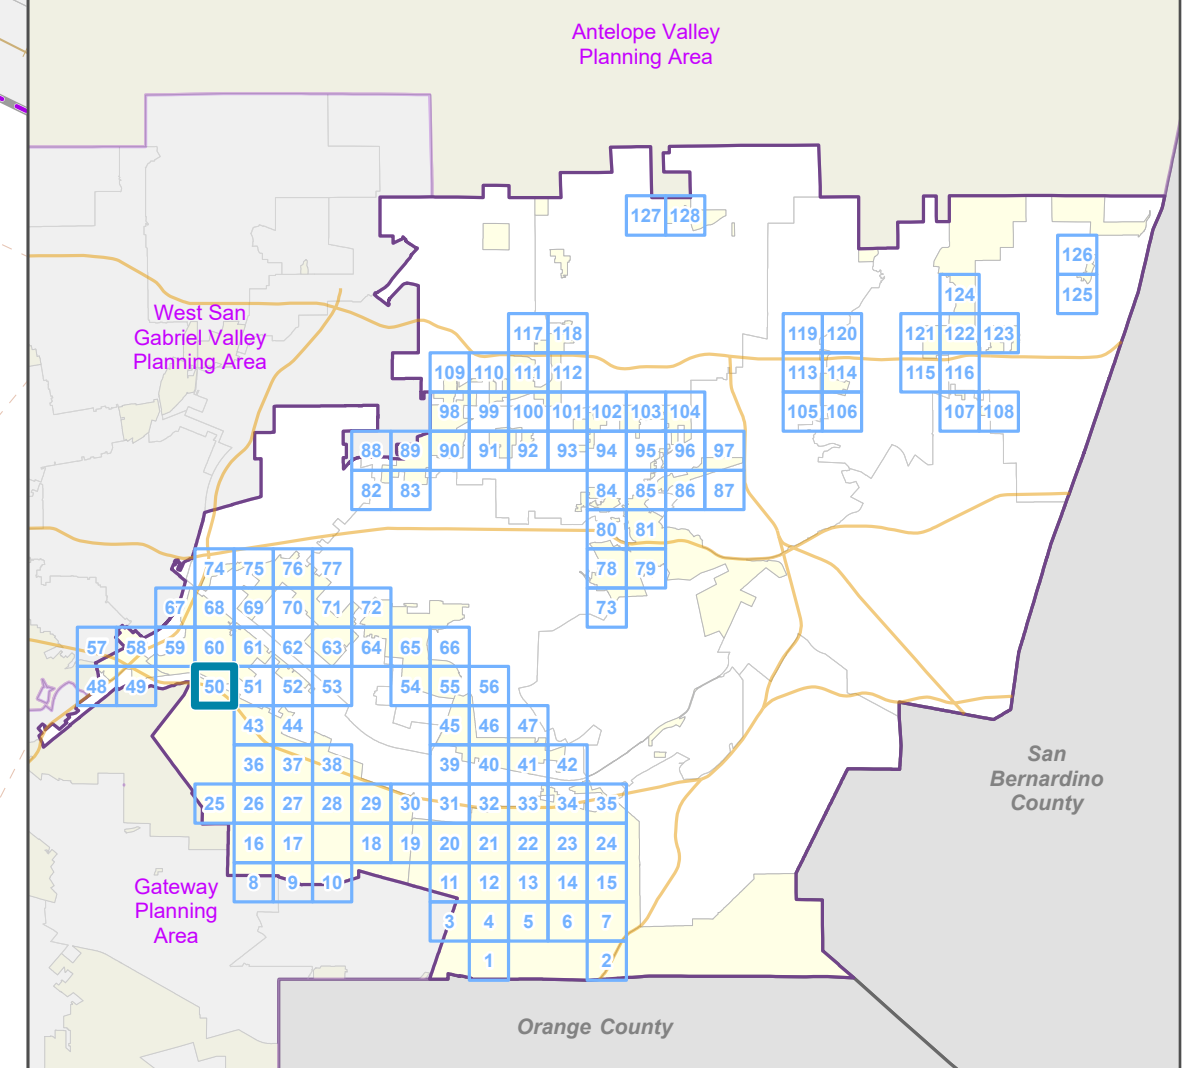 Antelope Valley
Planning Area
127 128
126
124 125
West San
Gabriel Valley
Planning Area
117 118 119 120 121 122 123
109 110 111 112 113 114 115 116
98 99 100 101 102 103 104 105 106 107 108
88 89 90 91 92 93 94 95 96 97
82 83 84 85 86 87
80 81
74 75 76 77 78 79
67 68 69 70 71 72 73
57 58 59 60 61 62 63 64 65 66
48 49 50 51 52 53 54 55 56
43 44 45 46 47
36 37 38 39 40 41 42
San
Bernardino
County
25 26 27 28 29 30 31 32 33 34 35
16 17 18 19 20 21 22 23 24
8 9 10 11 12 13 14 15
Gateway
Planning
Area
3 4 5 6 7
1 2
Orange County